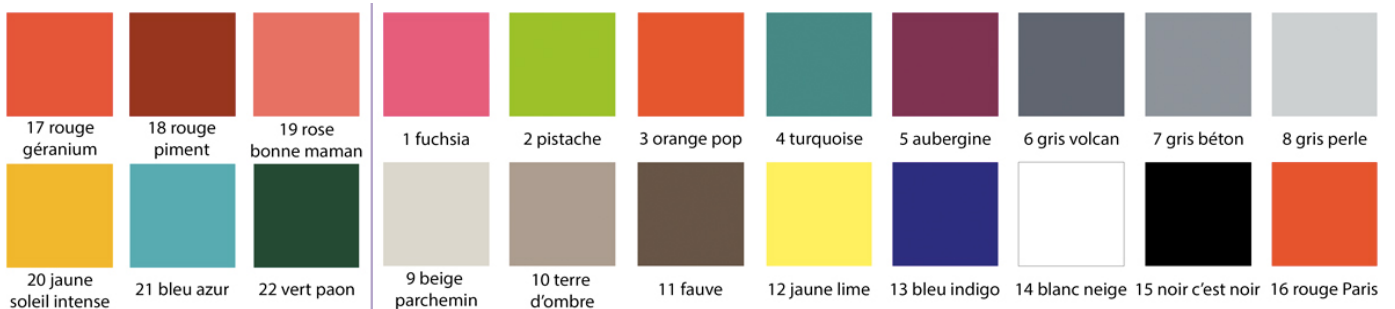 17 rouge
géranium
18 rouge
piment
19 rose
bonne maman
1 fuchsia
2 pistache
3 orange pop
4 turquoise
5 aubergine
6 gris volcan
7 gris béton
8 gris perle
20 jaune
soleil intense
21 bleu azur
22 vert paon
9 beige
parchemin
10 terre
d'ombre
11 fauve
12 jaune lime
13 bleu indigo
14 blanc neige
15 noir c'est noir
16 rouge Paris